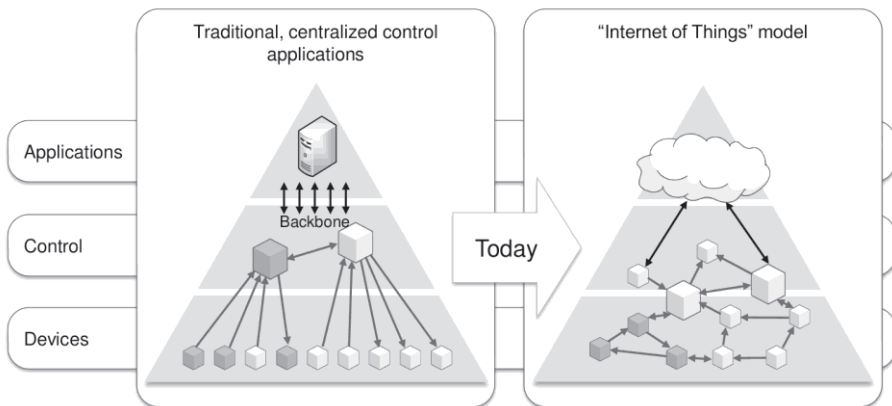 Traditional, centralized control
applications
“Internet of Things” model
Applications
Backbone
Control
Today
Devices